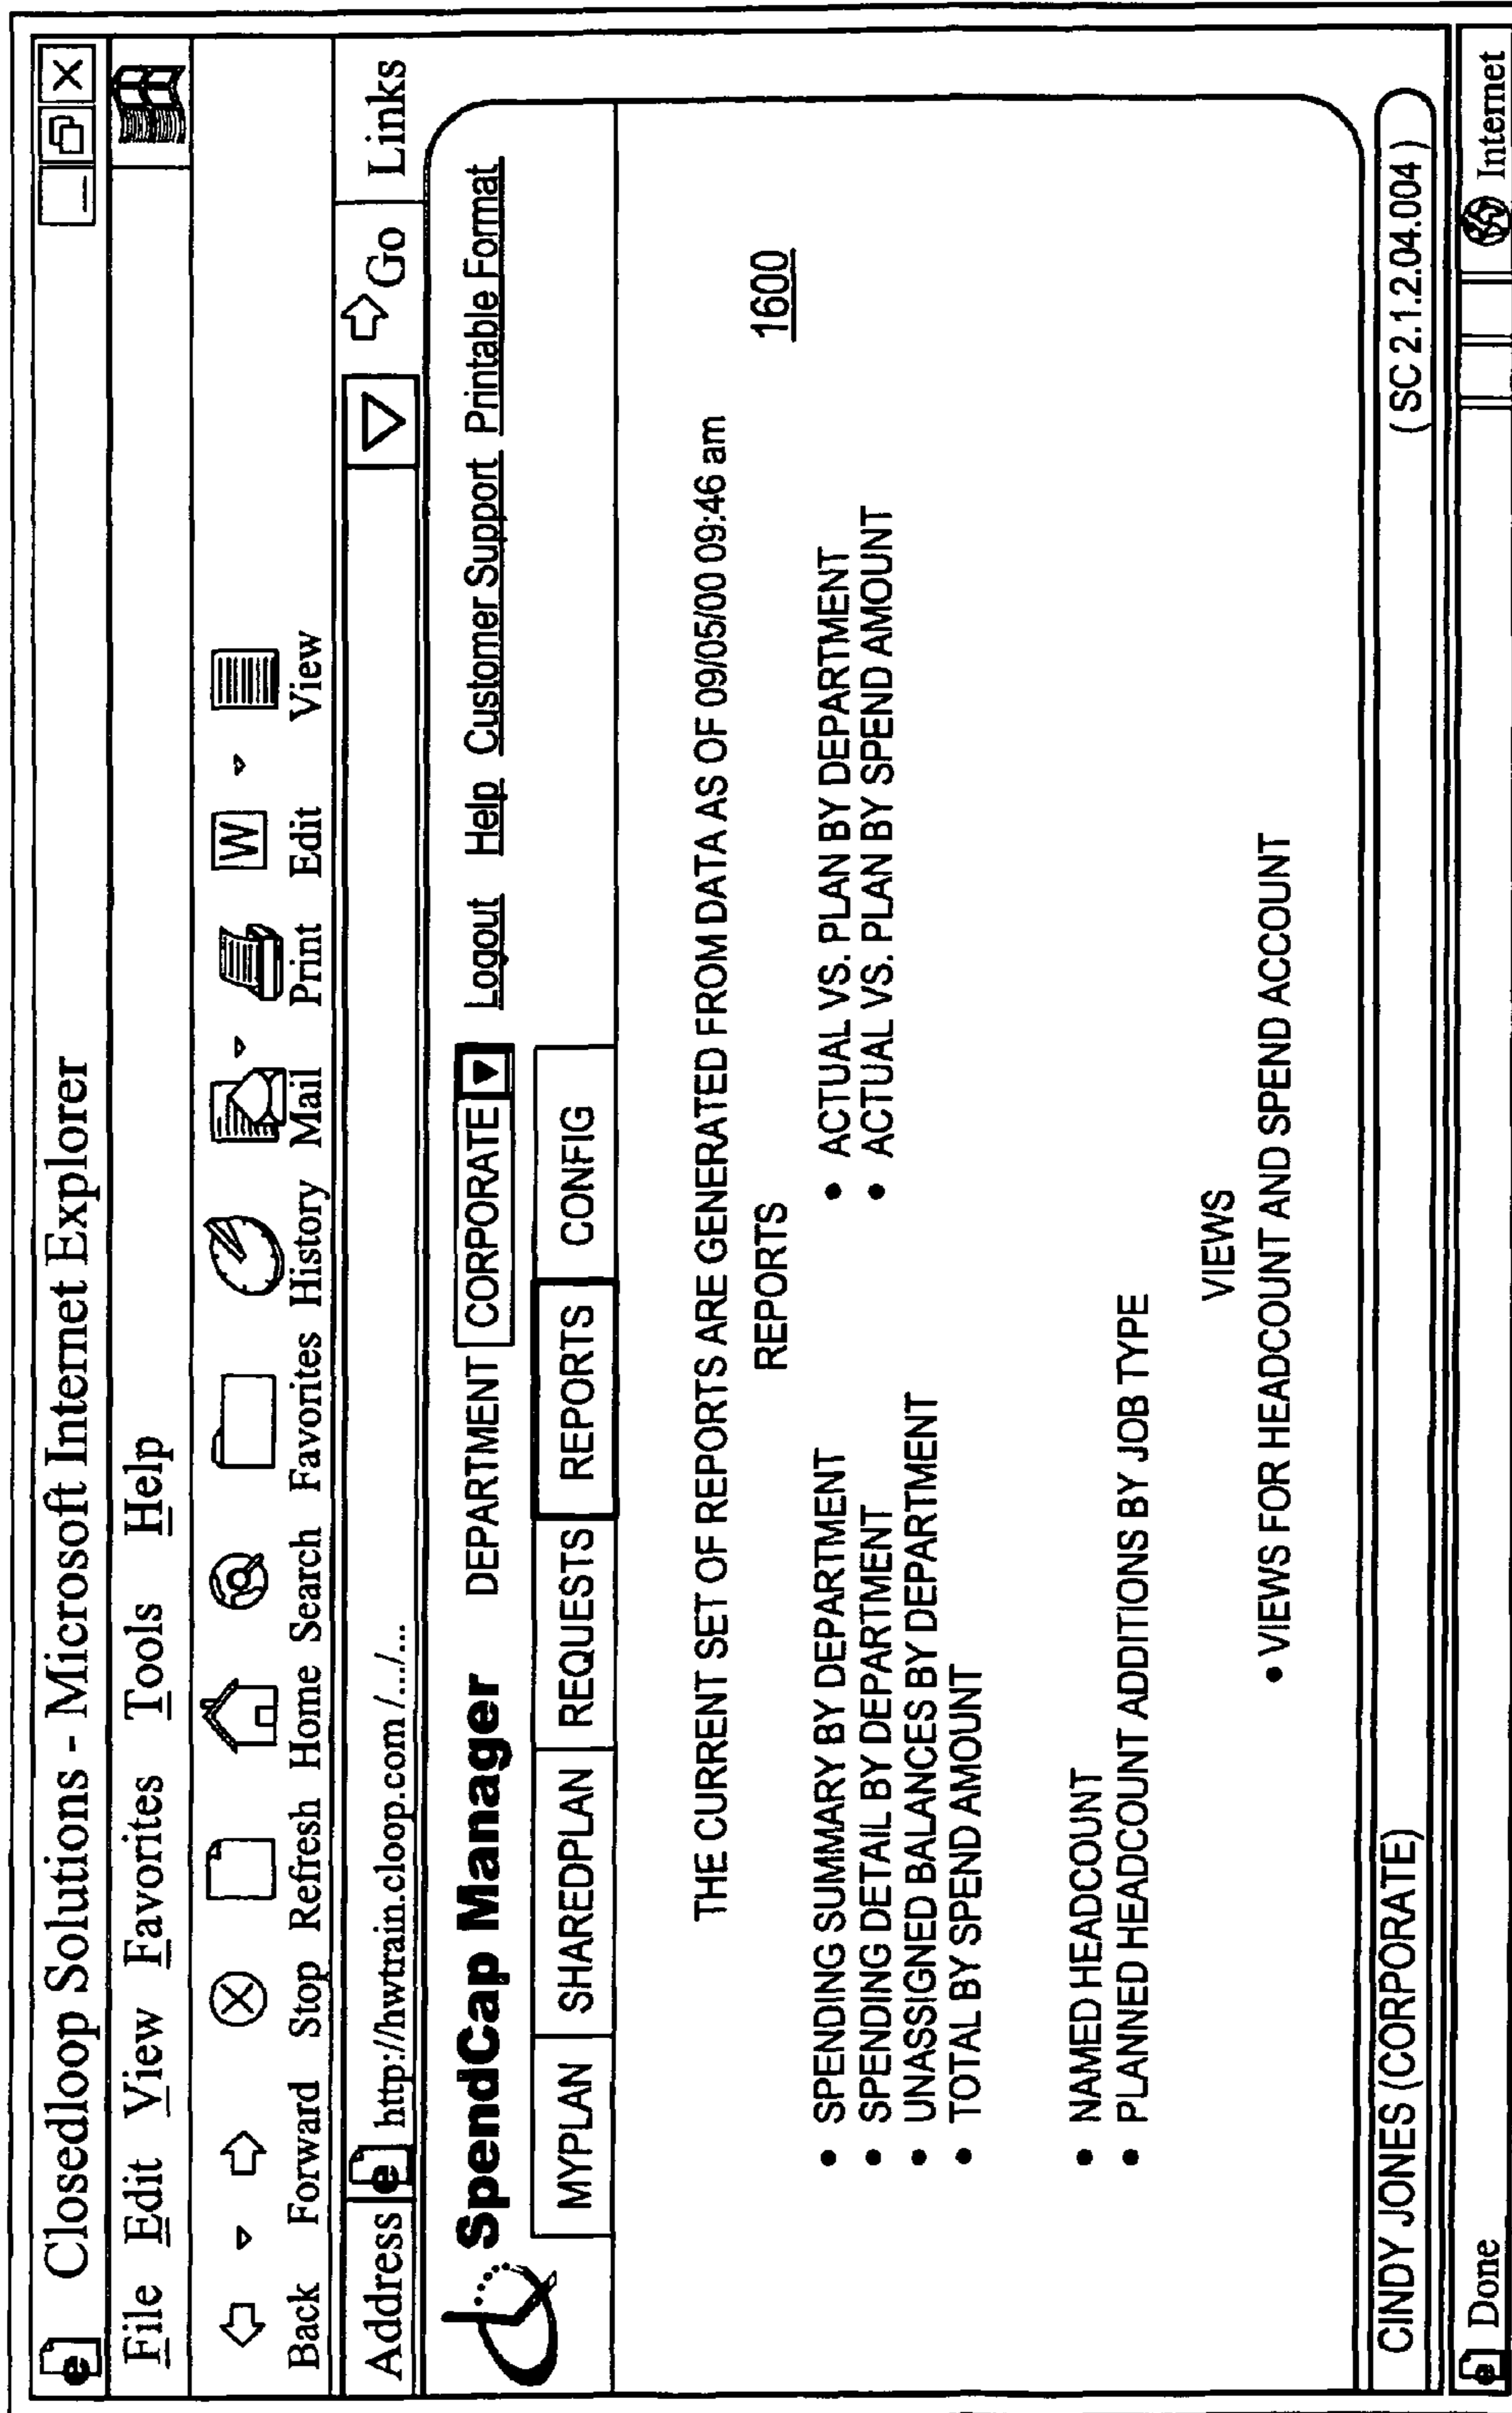 Closedloop Solutions - Microsoft Internet Explorer
File Edit View Favorites Tools Help
Back Forward Stop Refresh Home Search Favorites History Mail Print Edit View
W
Address http://hwtrain.cloop.com /.../... Go Links
SpendCap Manager DEPARTMENT CORPORATE Logout Help Customer Support Printable Format
MYPLAN SHAREDPLAN REQUESTS REPORTS CONFIG
THE CURRENT SET OF REPORTS ARE GENERATED FROM DATA AS OF 09/05/00 09:46 am
REPORTS
1600
• SPENDING SUMMARY BY DEPARTMENT
• SPENDING DETAIL BY DEPARTMENT
• UNASSIGNED BALANCES BY DEPARTMENT
• TOTAL BY SPEND AMOUNT
• ACTUAL VS. PLAN BY DEPARTMENT
• ACTUAL VS. PLAN BY SPEND AMOUNT
• NAMED HEADCOUNT
• PLANNED HEADCOUNT ADDITIONS BY JOB TYPE
VIEWS
• VIEWS FOR HEADCOUNT AND SPEND ACCOUNT
CINDY JONES (CORPORATE) ( SC 2.1.2.04.004 )
Done Internet